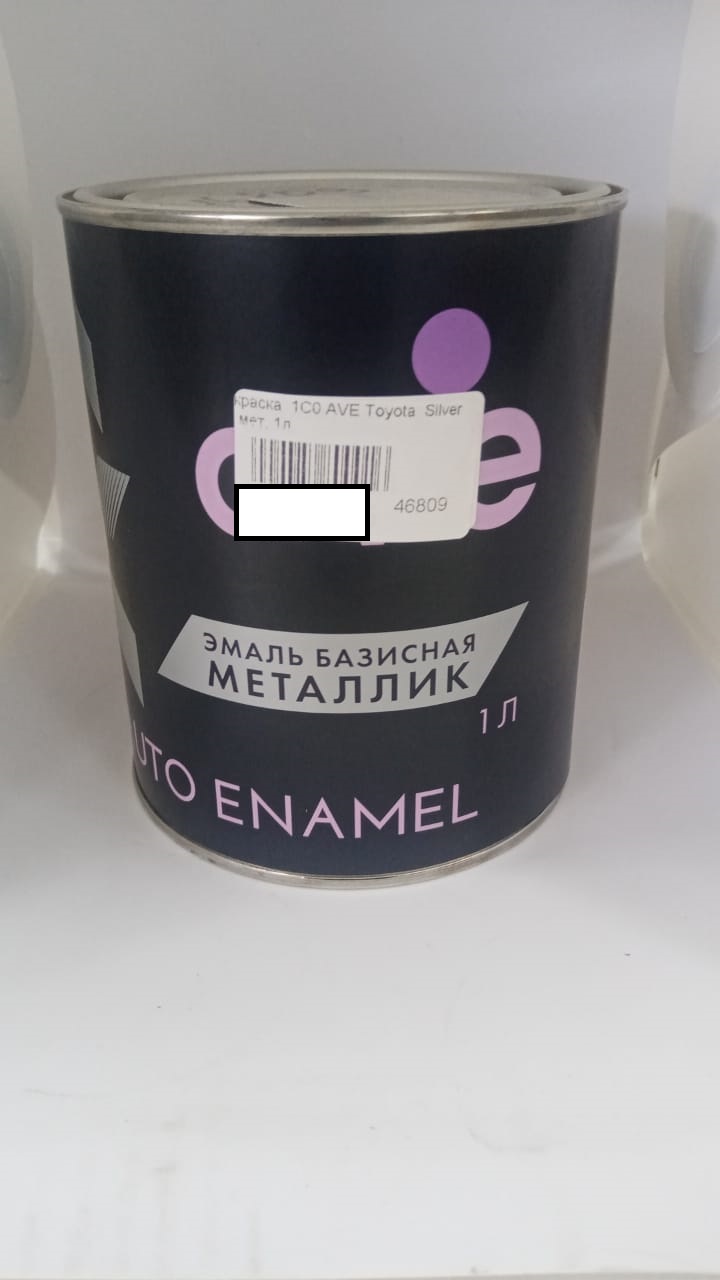 краска 1C0 AVE Toyota Silver
мет. 1л
46809
ЭМАЛЬ БАЗИСНАЯ
МЕТАЛЛИК
1 Л
UTO ENAMEL